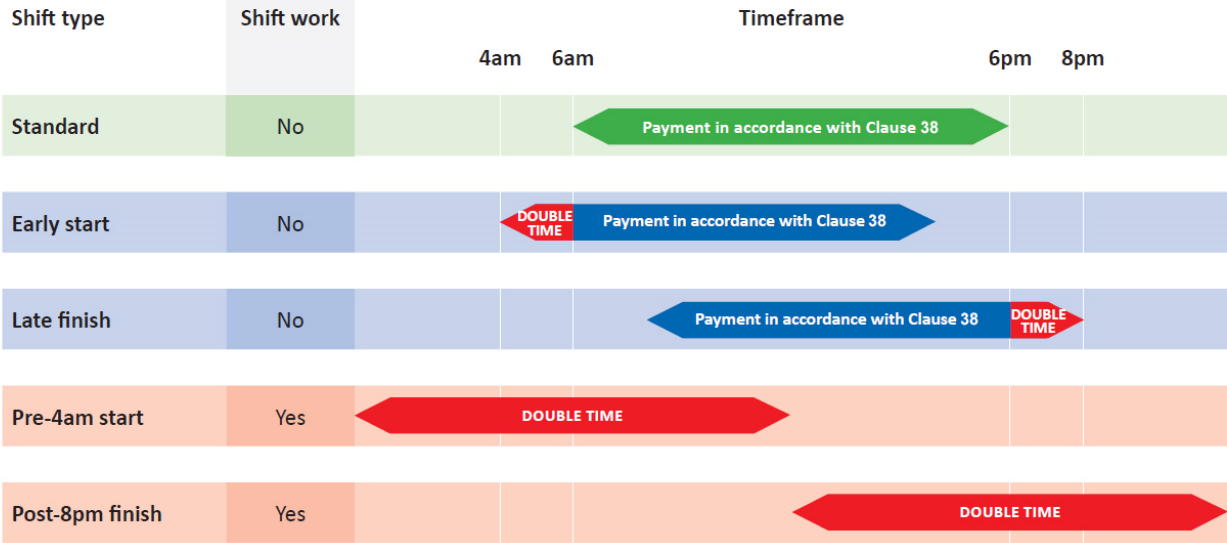 Shift type Shift work Timeframe
4am 6am 6pm 8pm
Standard No Payment in accordance with Clause 38
Early start No DOUBLE TIME Payment in accordance with Clause 38
Late finish No Payment in accordance with Clause 38 DOUBLE TIME
Pre-4am start Yes DOUBLE TIME
Post-8pm finish Yes DOUBLE TIME